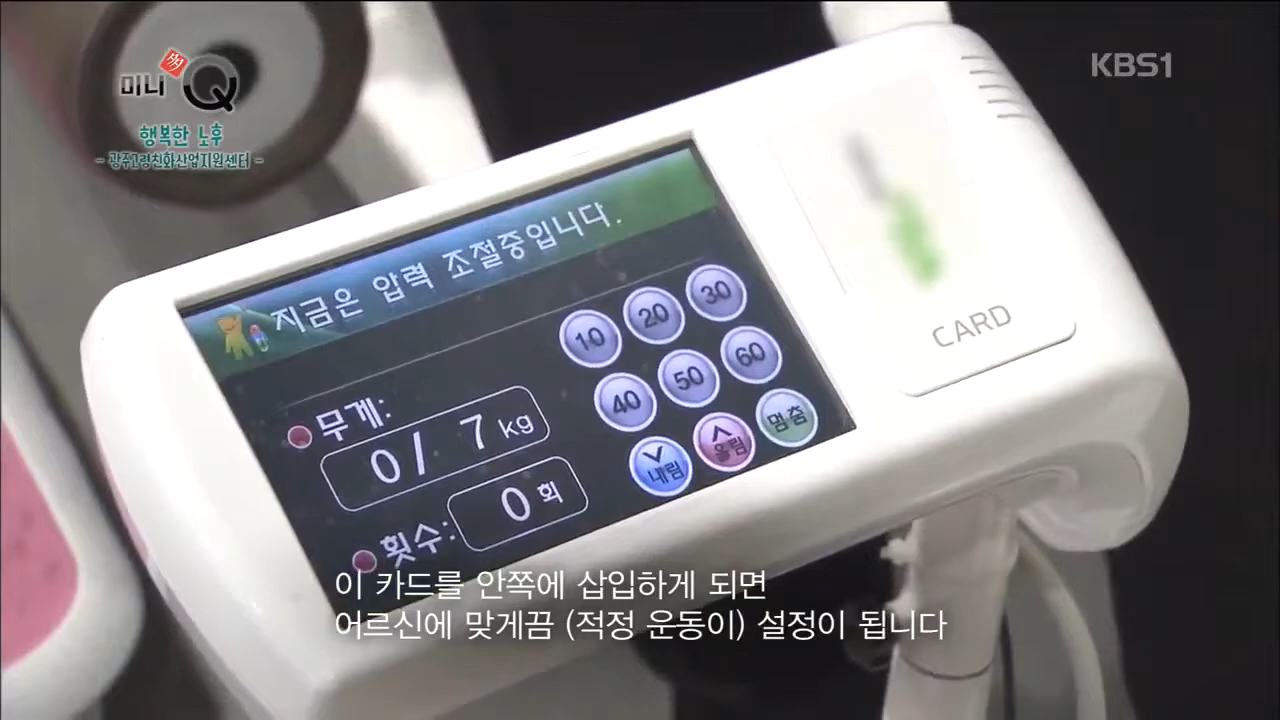 미니 多 Q
행복한 노후
- 광주고령친화산업지원센터 -
KBS1
지금은 압력 조절중입니다.
무게:
0 / 7 kg
횟수:
0 회
10 20 30
40 50 60
내림 올림 멈춤
CARD
이 카드를 안쪽에 삽입하게 되면
어르신에 맞게끔 (적정 운동이) 설정이 됩니다